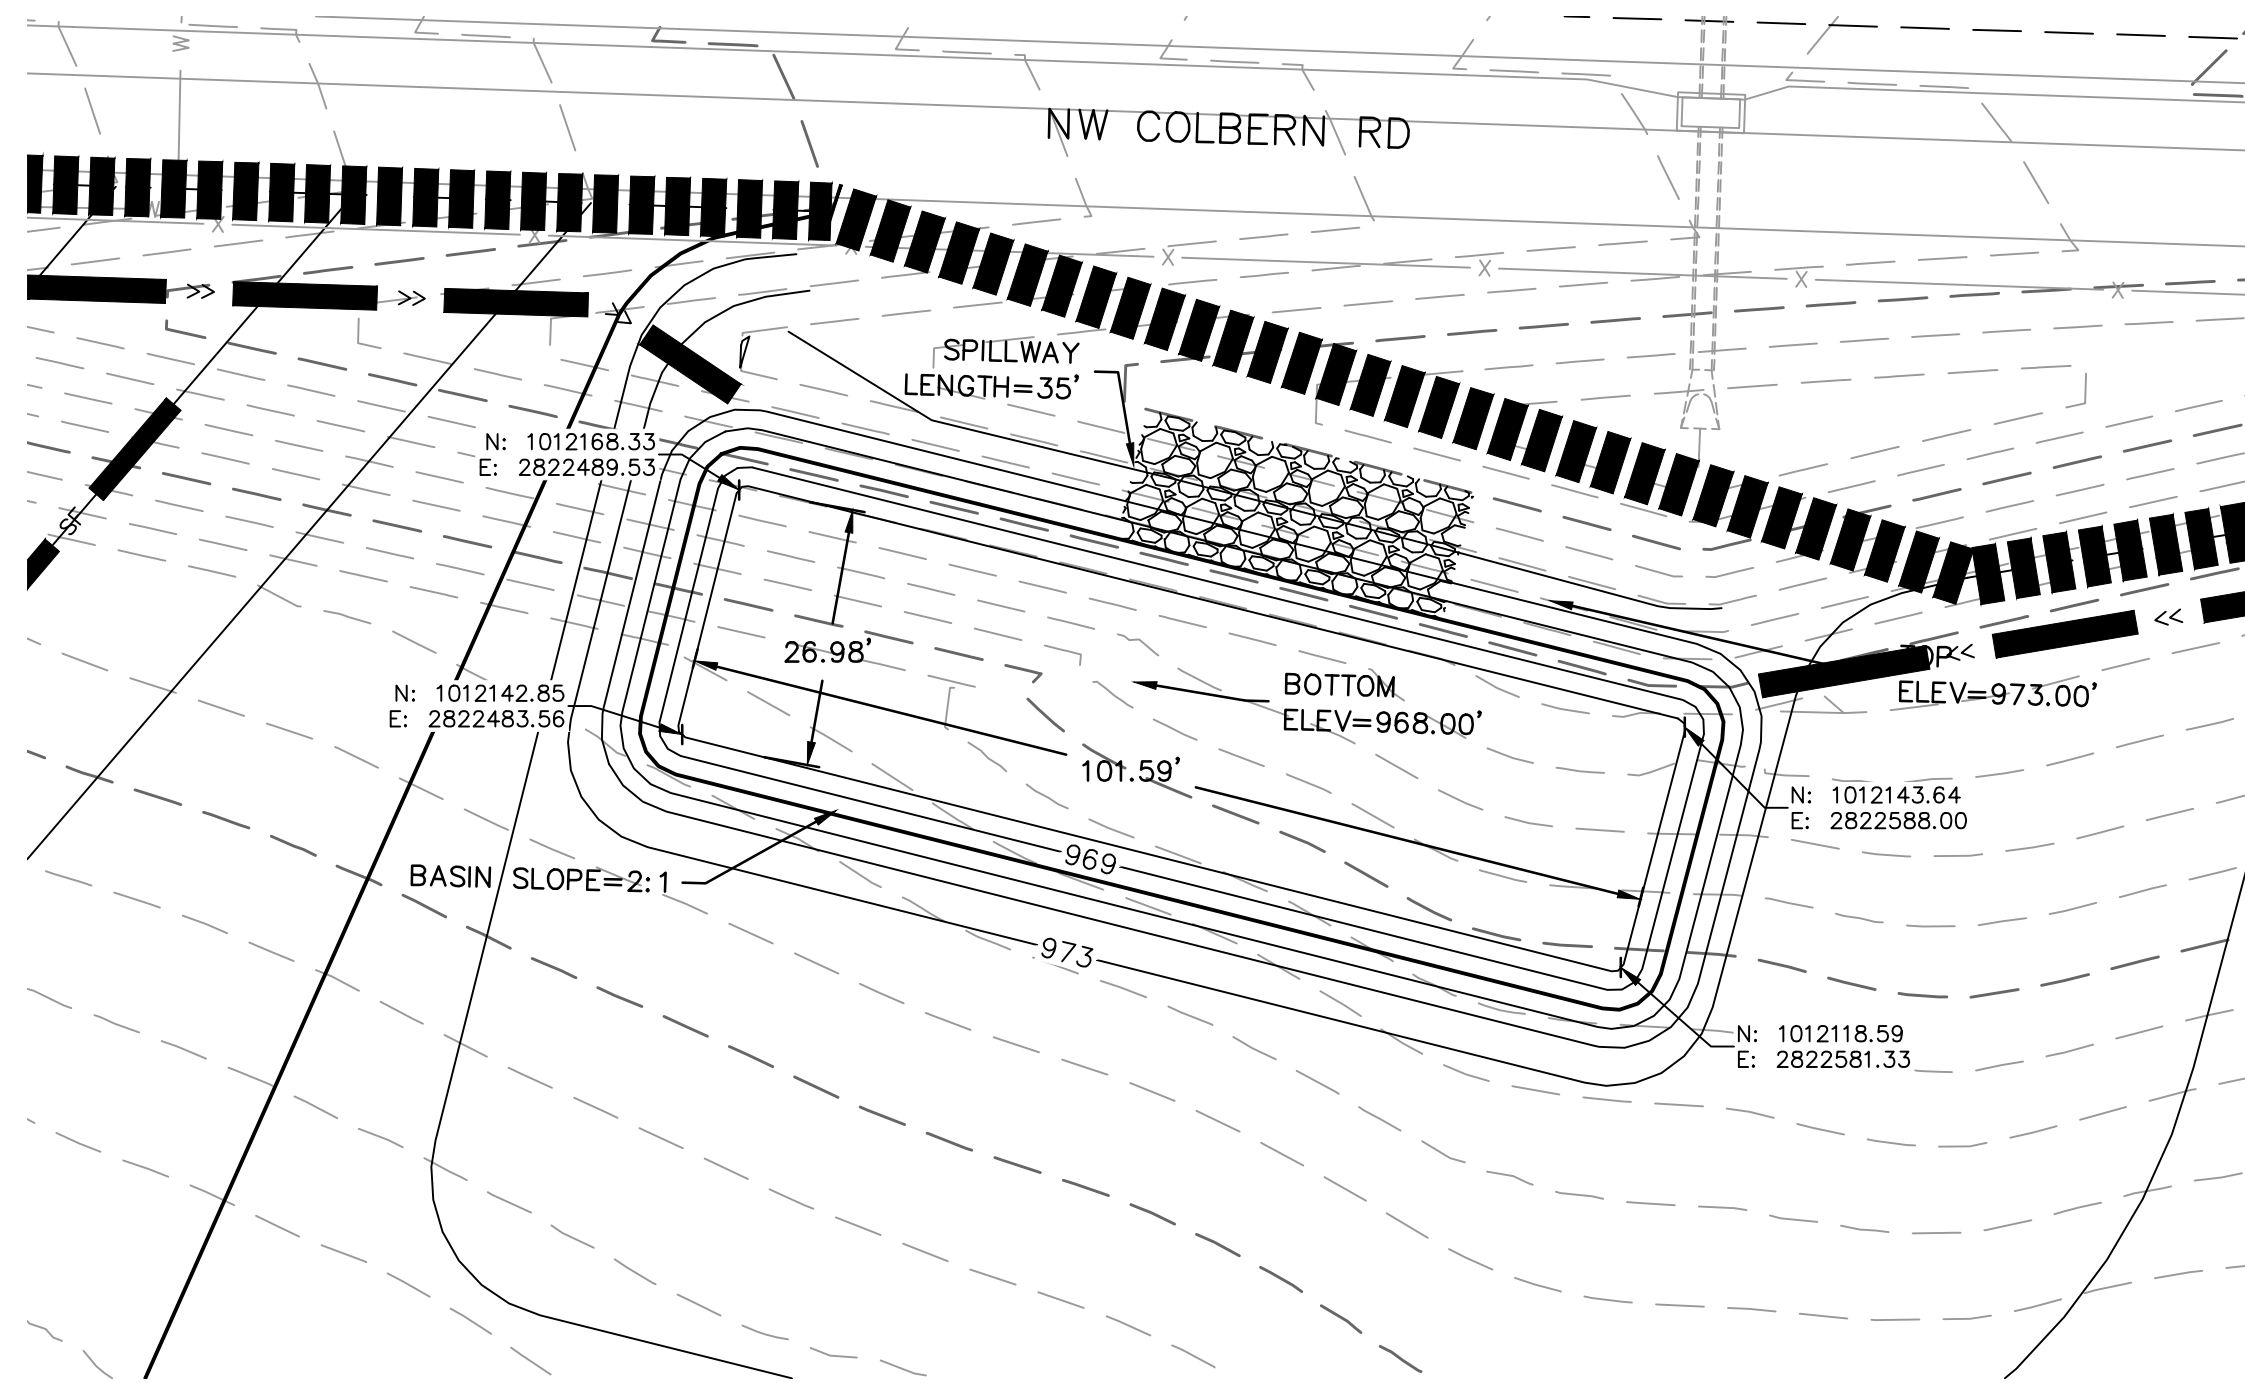 W
NW COLBERN RD
W
X
X
X
X
X
X
X
>>
>>
>
SPILLWAY
LENGTH=35'
N: 1012168.33
E: 2822489.53
SF
26.98'
TOP
<<
<<
ELEV=973.00'
BOTTOM
ELEV=968.00'
N: 1012142.85
E: 2822483.56
101.59'
N: 1012143.64
E: 2822588.00
969
BASIN SLOPE=2:1
973
N: 1012118.59
E: 2822581.33